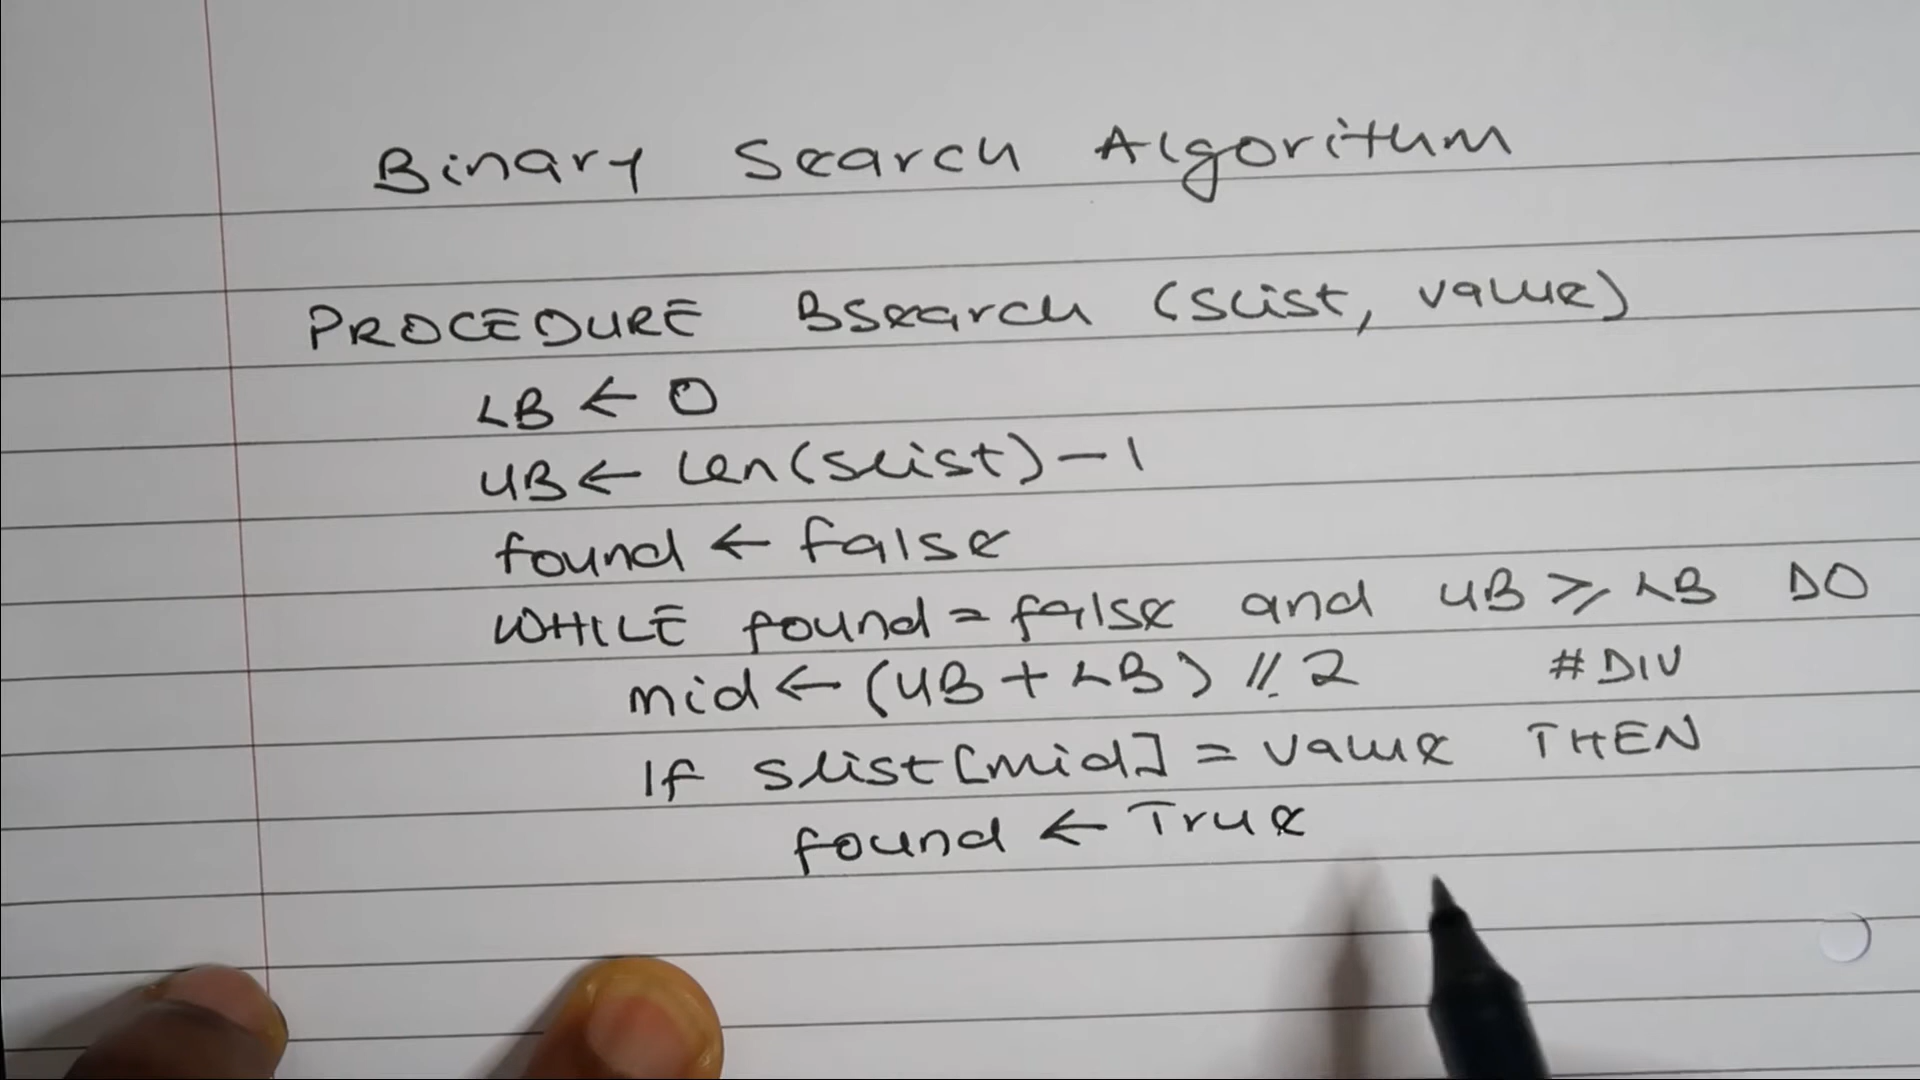 Binary Search Algorithm
PROCEDURE Bsearch (slist, value)
LB ← 0
UB ← len(slist) - 1
found ← false
WHILE found = false and UB ≥ LB DO
mid ← (UB + LB) // 2 #DIV
If slist[mid] = value THEN
found ← True